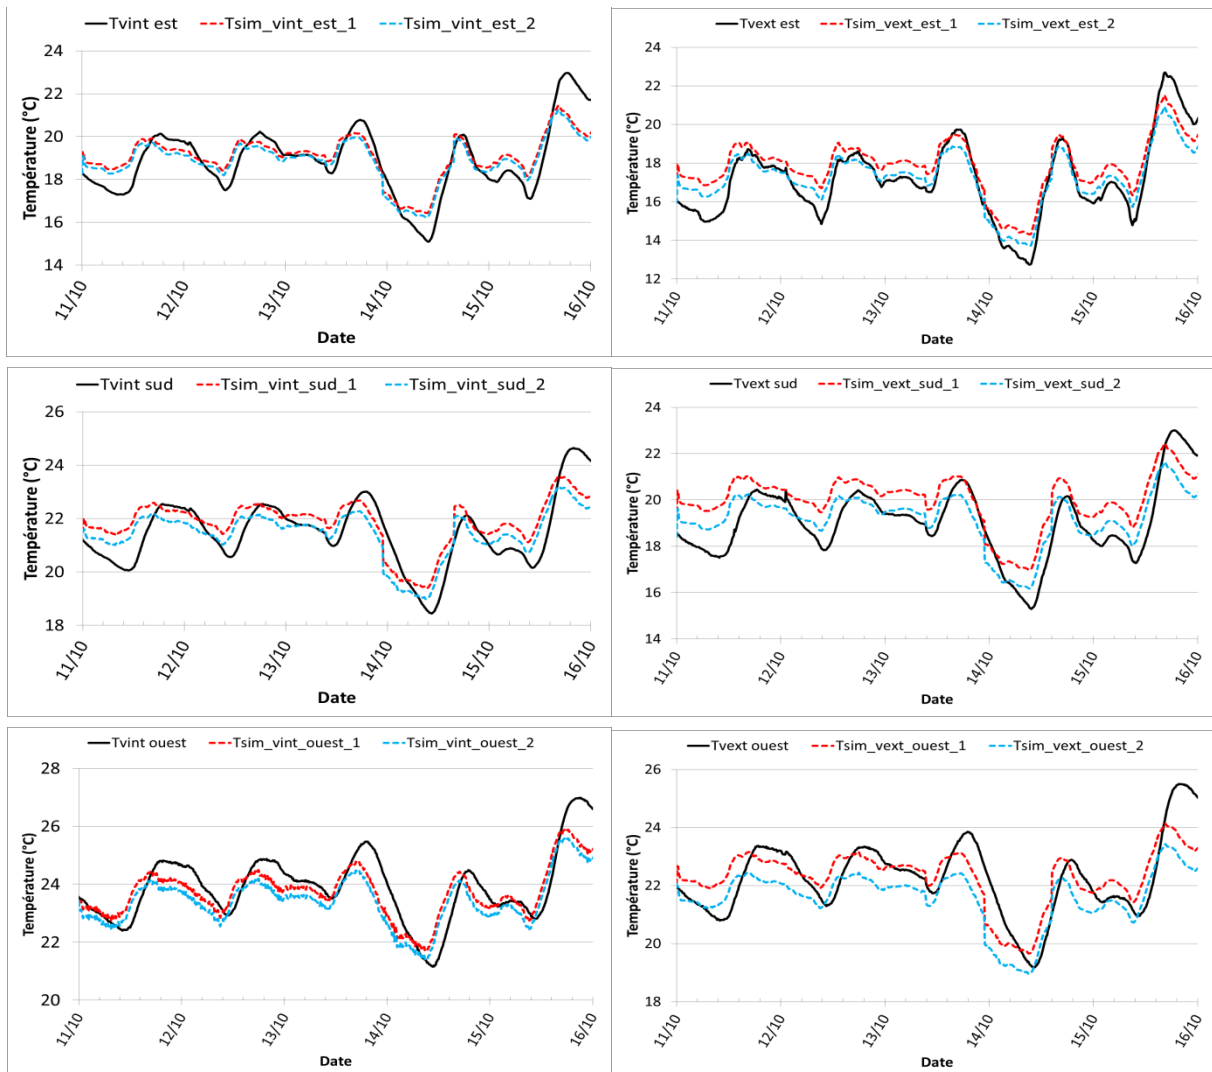 Tvint est Tsim_vint_est_1 Tsim_vint_est_2
Température (°C)
24
22
20
18
16
14
11/10 12/10 13/10 14/10 15/10 16/10
Date
Tvext est Tsim_vext_est_1 Tsim_vext_est_2
Température (°C)
24
22
20
18
16
14
12
11/10 12/10 13/10 14/10 15/10 16/10
Date
Tvint sud Tsim_vint_sud_1 Tsim_vint_sud_2
Température (°C)
26
24
22
20
18
11/10 12/10 13/10 14/10 15/10 16/10
Date
Tvext sud Tsim_vext_sud_1 Tsim_vext_sud_2
Température (°C)
24
22
20
18
16
14
11/10 12/10 13/10 14/10 15/10 16/10
Date
Tvint ouest Tsim_vint_ouest_1 Tsim_vint_ouest_2
Température (°C)
28
26
24
22
20
11/10 12/10 13/10 14/10 15/10 16/10
Date
Tvext ouest Tsim_vext_ouest_1 Tsim_vext_ouest_2
Température (°C)
26
24
22
20
18
11/10 12/10 13/10 14/10 15/10 16/10
Date